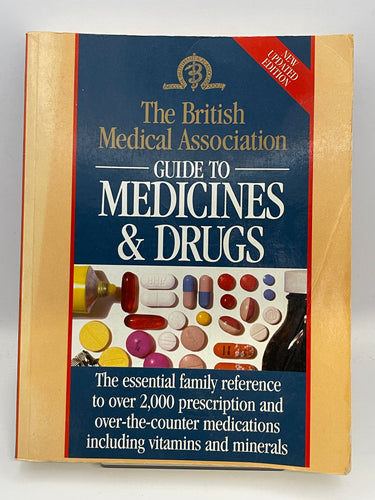 NEW
UPDATED
EDITION
The British
Medical Association
GUIDE TO
MEDICINES
& DRUGS
The essential family reference
to over 2,000 prescription and
over-the-counter medications
including vitamins and minerals